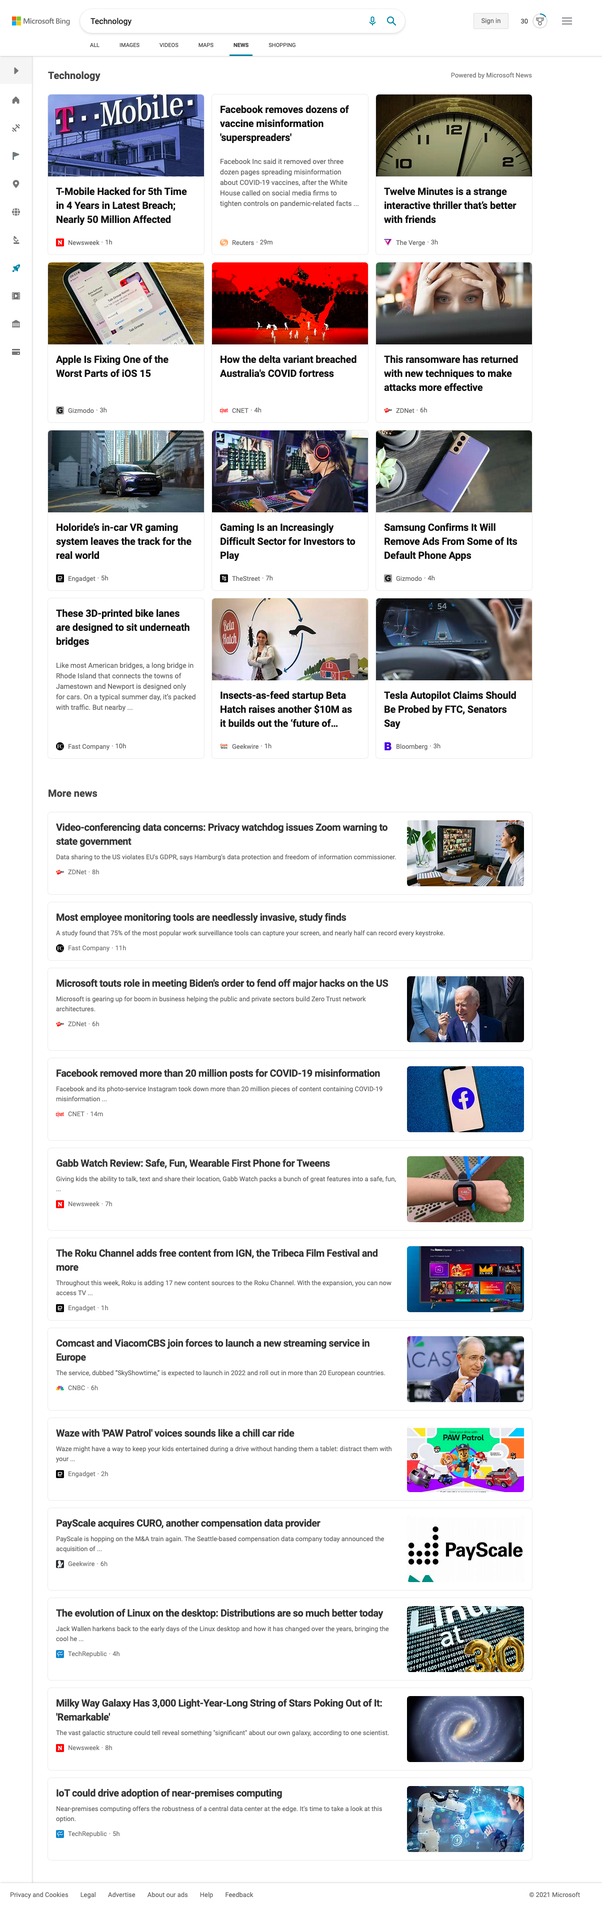 Microsoft Bing
Technology
Sign in
30
ALL
IMAGES
VIDEOS
MAPS
NEWS
SHOPPING
Technology
Powered by Microsoft News
T··Mobile·
T-Mobile Hacked for 5th Time
in 4 Years in Latest Breach;
Nearly 50 Million Affected
Newsweek · 1h
Facebook removes dozens of
vaccine misinformation
'superspreaders'
Facebook Inc said it removed over three
dozen pages spreading misinformation
about COVID-19 vaccines, after the White
House called on social media firms to
tighten controls on pandemic-related facts ...
Reuters · 29m
11 12 1
10 2
Twelve Minutes is a strange
interactive thriller that's better
with friends
The Verge · 3h
Apple Is Fixing One of the
Worst Parts of iOS 15
Gizmodo · 3h
How the delta variant breached
Australia's COVID fortress
CNET · 4h
This ransomware has returned
with new techniques to make
attacks more effective
ZDNet · 6h
Holoride's in-car VR gaming
system leaves the track for the
real world
Engadget · 5h
Gaming Is an Increasingly
Difficult Sector for Investors to
Play
TheStreet · 7h
Samsung Confirms It Will
Remove Ads From Some of Its
Default Phone Apps
Gizmodo · 4h
These 3D-printed bike lanes
are designed to sit underneath
bridges
Like most American bridges, a long bridge in
Rhode Island that connects the towns of
Jamestown and Newport is designed only
for cars. On a typical summer day, it's packed
with traffic. But nearby ...
Fast Company · 10h
Beta
Hatch
Insects-as-feed startup Beta
Hatch raises another $10M as
it builds out the 'future of...
Geekwire · 1h
54
Tesla Autopilot Claims Should
Be Probed by FTC, Senators
Say
Bloomberg · 3h
More news
Video-conferencing data concerns: Privacy watchdog issues Zoom warning to
state government
Data sharing to the US violates EU's GDPR, says Hamburg's data protection and freedom of information commissioner.
ZDNet · 8h
Most employee monitoring tools are needlessly invasive, study finds
A study found that 75% of the most popular work surveillance tools can capture your screen, and nearly half can record every keystroke.
Fast Company · 11h
Microsoft touts role in meeting Biden's order to fend off major hacks on the US
Microsoft is gearing up for boom in business helping the public and private sectors build Zero Trust network
architectures.
ZDNet · 6h
Facebook removed more than 20 million posts for COVID-19 misinformation
Facebook and its photo-service Instagram took down more than 20 million pieces of content containing COVID-19
misinformation ...
CNET · 14m
Gabb Watch Review: Safe, Fun, Wearable First Phone for Tweens
Giving kids the ability to talk, text and share their location, Gabb Watch packs a bunch of great features into a safe, fun,
...
Newsweek · 7h
The Roku Channel adds free content from IGN, the Tribeca Film Festival and
more
Throughout this week, Roku is adding 17 new content sources to the Roku Channel. With the expansion, you can now
access TV ...
Engadget · 1h
Comcast and ViacomCBS join forces to launch a new streaming service in
Europe
The service, dubbed "SkyShowtime," is expected to launch in 2022 and roll out in more than 20 European countries.
CNBC · 6h
CAST
Waze with 'PAW Patrol' voices sounds like a chill car ride
Waze might have a way to keep your kids entertained during a drive without handing them a tablet: distract them with
your ...
Engadget · 2h
PAW Patrol
PayScale acquires CURO, another compensation data provider
PayScale is hopping on the M&A train again. The Seattle-based compensation data company today announced the
acquisition of ...
Geekwire · 6h
PayScale
The evolution of Linux on the desktop: Distributions are so much better today
Jack Wallen harkens back to the early days of the Linux desktop and how it has changed over the years, bringing the
cool he ...
TechRepublic · 4h
Linux
at
30
Milky Way Galaxy Has 3,000 Light-Year-Long String of Stars Poking Out of It:
'Remarkable'
The vast galactic structure could tell reveal something "significant" about our own galaxy, according to one scientist.
Newsweek · 8h
IoT could drive adoption of near-premises computing
Near-premises computing offers the robustness of a central data center at the edge. It's time to take a look at this
option.
TechRepublic · 5h
Privacy and Cookies
Legal
Advertise
About our ads
Help
Feedback
© 2021 Microsoft